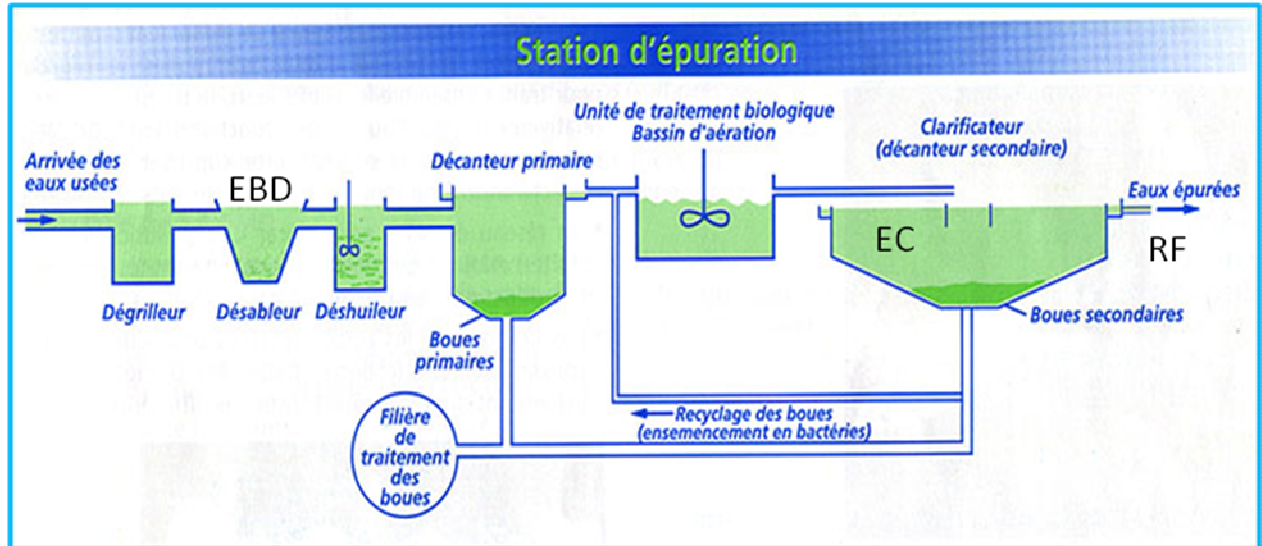 Station d'épuration
Unité de traitement biologique
Bassin d'aération
Clarificateur
(décanteur secondaire)
Arrivée des
eaux usées
EBD
Décanteur primaire
Eaux épurées
EC
RF
Dégrilleur
Désableur
Déshuileur
Boues
primaires
Boues secondaires
Filière
de
traitement
des
boues
Recyclage des boues
(ensemencement en bactéries)